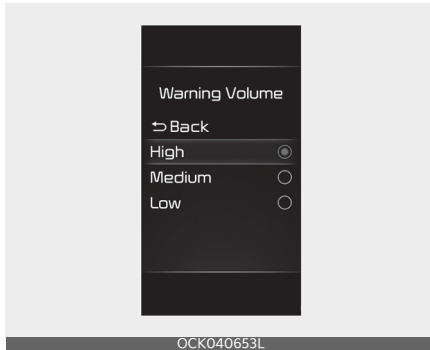 Warning Volume
Back
High
Medium
Low
OCK040653L